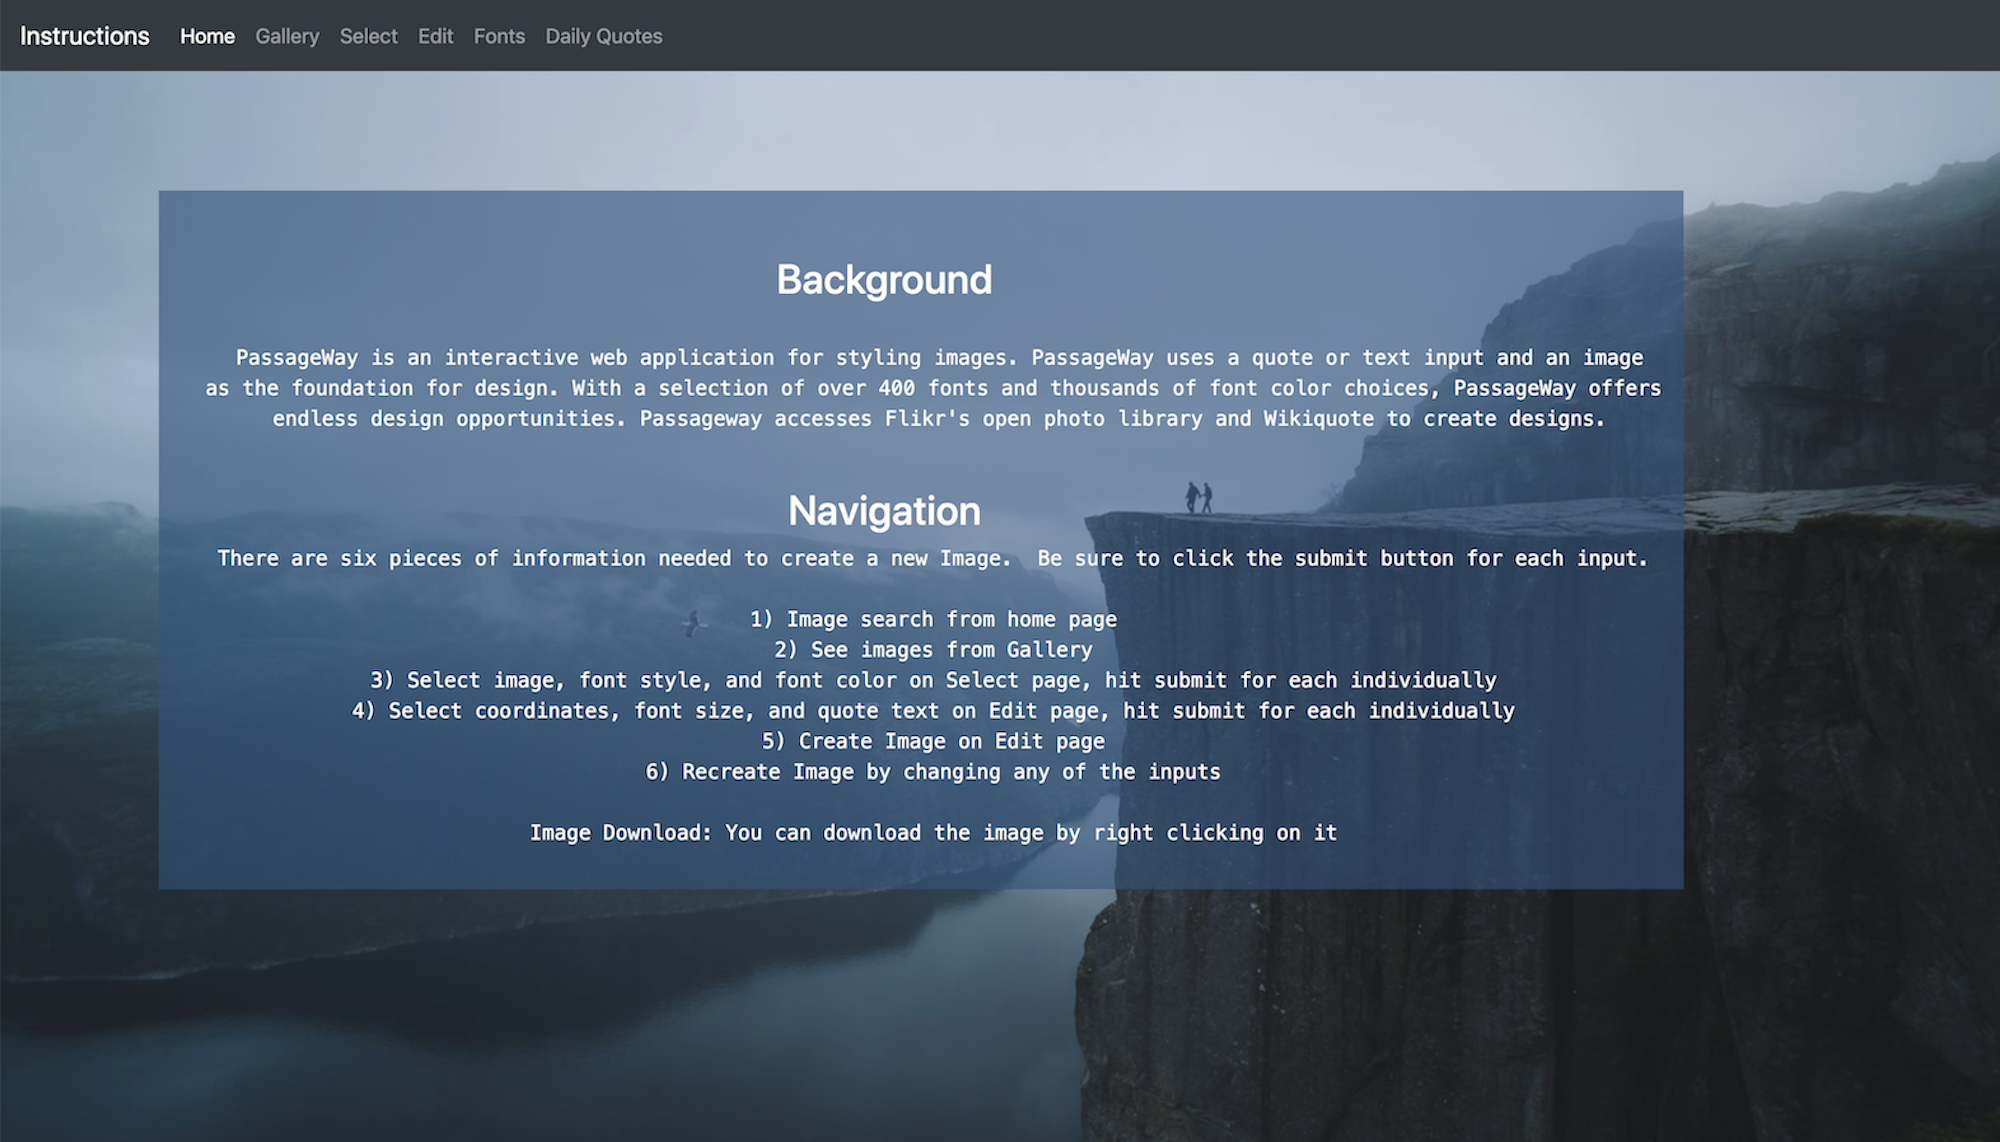 Instructions Home Gallery Select Edit Fonts Daily Quotes
Background
PassageWay is an interactive web application for styling images. PassageWay uses a quote or text input and an image
as the foundation for design. With a selection of over 400 fonts and thousands of font color choices, PassageWay offers
endless design opportunities. Passageway accesses Flikr's open photo library and Wikiquote to create designs.
Navigation
There are six pieces of information needed to create a new Image.  Be sure to click the submit button for each input.
1) Image search from home page
2) See images from Gallery
3) Select image, font style, and font color on Select page, hit submit for each individually
4) Select coordinates, font size, and quote text on Edit page, hit submit for each individually
5) Create Image on Edit page
6) Recreate Image by changing any of the inputs
Image Download: You can download the image by right clicking on it